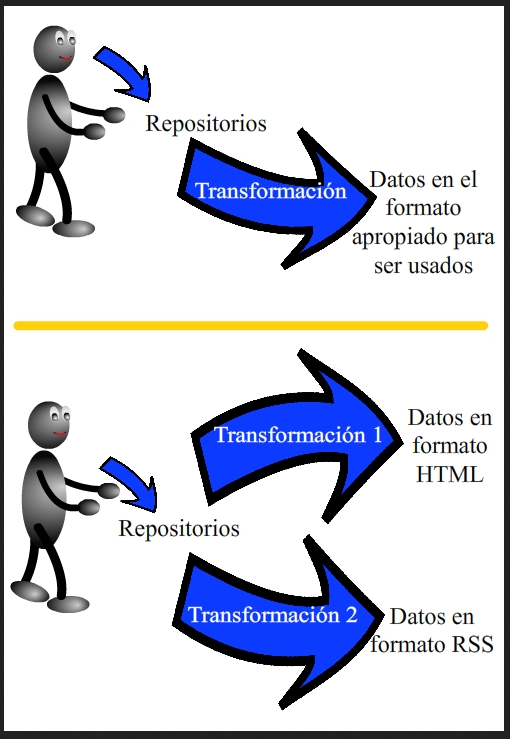 Repositorios
Transformación
Datos en el
formato
apropiado para
ser usados
Transformación 1
Datos en
formato
HTML
Repositorios
Transformación 2
Datos en
formato RSS